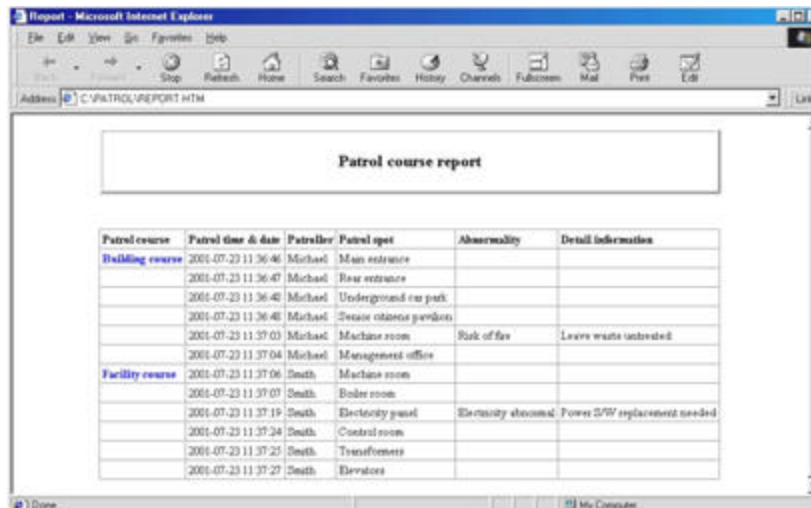 Report - Microsoft Internet Explorer
File Edit View Go Favorites Help
Back Forward Stop Refresh Home Search Favorites History Channels Fullscreen Mail Print Edit
Address C:\PATROL\REPORT.HTM
Patrol course report
Patrol course Patrol time & date Patroller Patrol spot Abnormality Detail information
Building course 2001-07-23 11:36:46 Michael Main entrance
2001-07-23 11:36:47 Michael Rear entrance
2001-07-23 11:36:48 Michael Underground car park
2001-07-23 11:36:48 Michael Senior citizens pavilion
2001-07-23 11:37:03 Michael Machine room Risk of fire Leave waste untreated
2001-07-23 11:37:04 Michael Management office
Facility course 2001-07-23 11:37:06 Smith Machine room
2001-07-23 11:37:07 Smith Boiler room
2001-07-23 11:37:19 Smith Electricity panel Electricity abnormal Power S/W replacement needed
2001-07-23 11:37:24 Smith Control room
2001-07-23 11:37:25 Smith Transformers
2001-07-23 11:37:27 Smith Elevators
Done My Computer